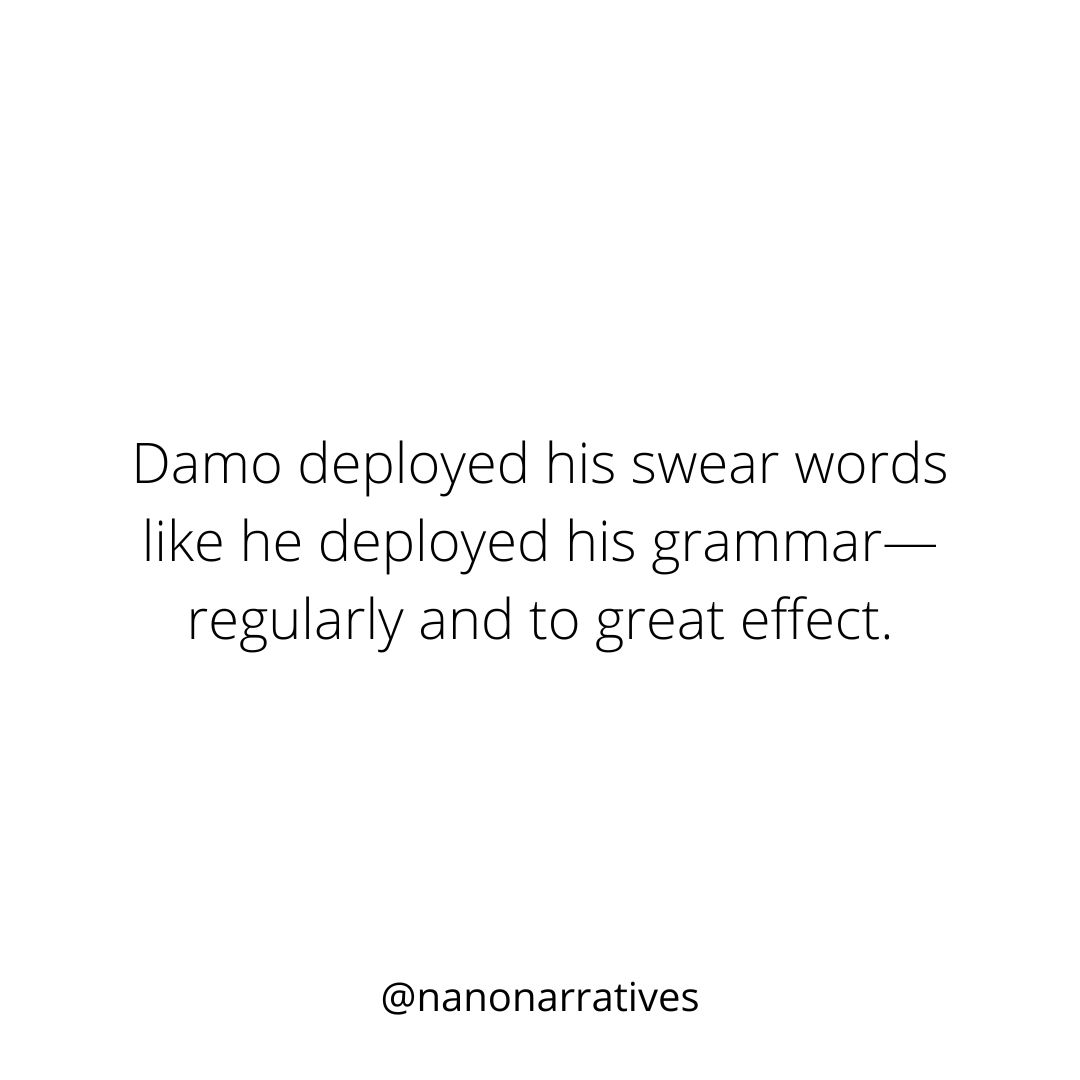 Damo deployed his swear words
like he deployed his grammar—
regularly and to great effect.
@nanonarratives